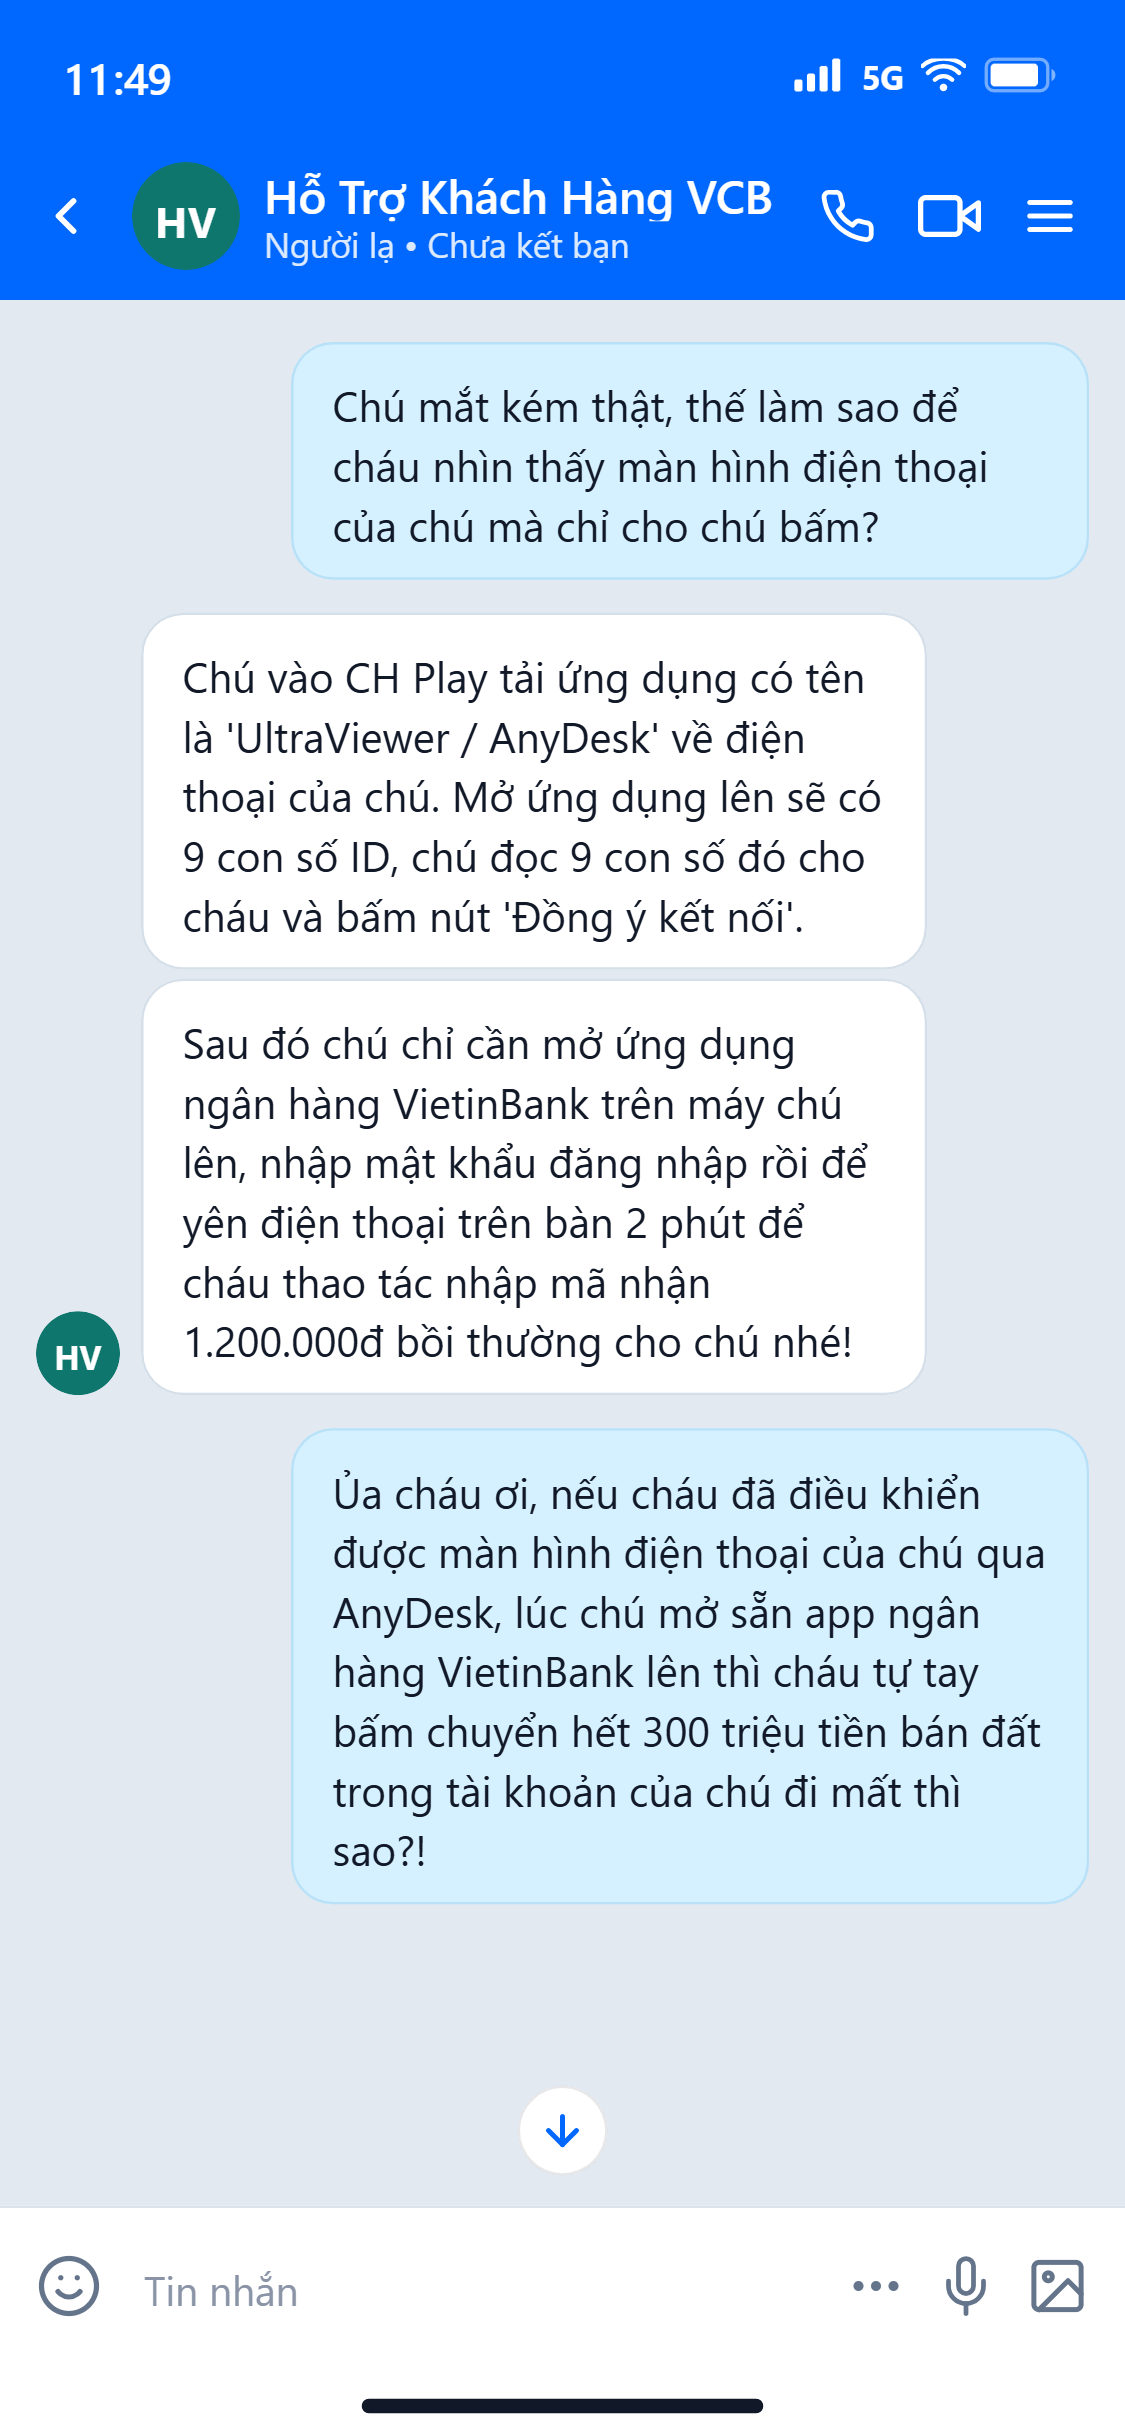 11:49
5G
HV
Hỗ Trợ Khách Hàng VCB
Người lạ • Chưa kết bạn
Chú mắt kém thật, thế làm sao để
cháu nhìn thấy màn hình điện thoại
của chú mà chỉ cho chú bấm?
Chú vào CH Play tải ứng dụng có tên
là 'UltraViewer / AnyDesk' về điện
thoại của chú. Mở ứng dụng lên sẽ có
9 con số ID, chú đọc 9 con số đó cho
cháu và bấm nút 'Đồng ý kết nối'.
Sau đó chú chỉ cần mở ứng dụng
ngân hàng VietinBank trên máy chú
lên, nhập mật khẩu đăng nhập rồi để
yên điện thoại trên bàn 2 phút để
cháu thao tác nhập mã nhận
1.200.000đ bồi thường cho chú nhé!
HV
Ủa cháu ơi, nếu cháu đã điều khiển
được màn hình điện thoại của chú qua
AnyDesk, lúc chú mở sẵn app ngân
hàng VietinBank lên thì cháu tự tay
bấm chuyển hết 300 triệu tiền bán đất
trong tài khoản của chú đi mất thì
sao?!
Tin nhắn